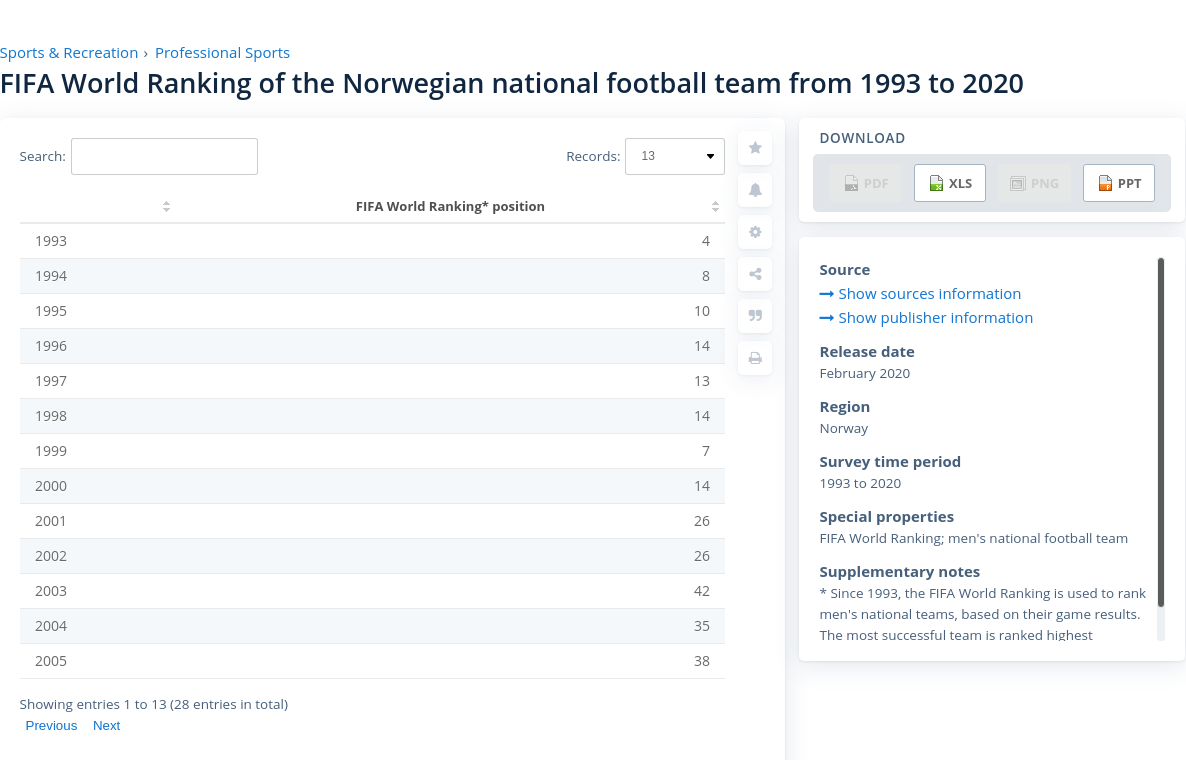 Sports & Recreation › Professional Sports
FIFA World Ranking of the Norwegian national football team from 1993 to 2020
Search:
Records: 13
FIFA World Ranking* position
1993 4
1994 8
1995 10
1996 14
1997 13
1998 14
1999 7
2000 14
2001 26
2002 26
2003 42
2004 35
2005 38
Showing entries 1 to 13 (28 entries in total)
Previous Next
DOWNLOAD
PDF XLS PNG PPT
Source
Show sources information
Show publisher information
Release date
February 2020
Region
Norway
Survey time period
1993 to 2020
Special properties
FIFA World Ranking; men's national football team
Supplementary notes
* Since 1993, the FIFA World Ranking is used to rank
men's national teams, based on their game results.
The most successful team is ranked highest